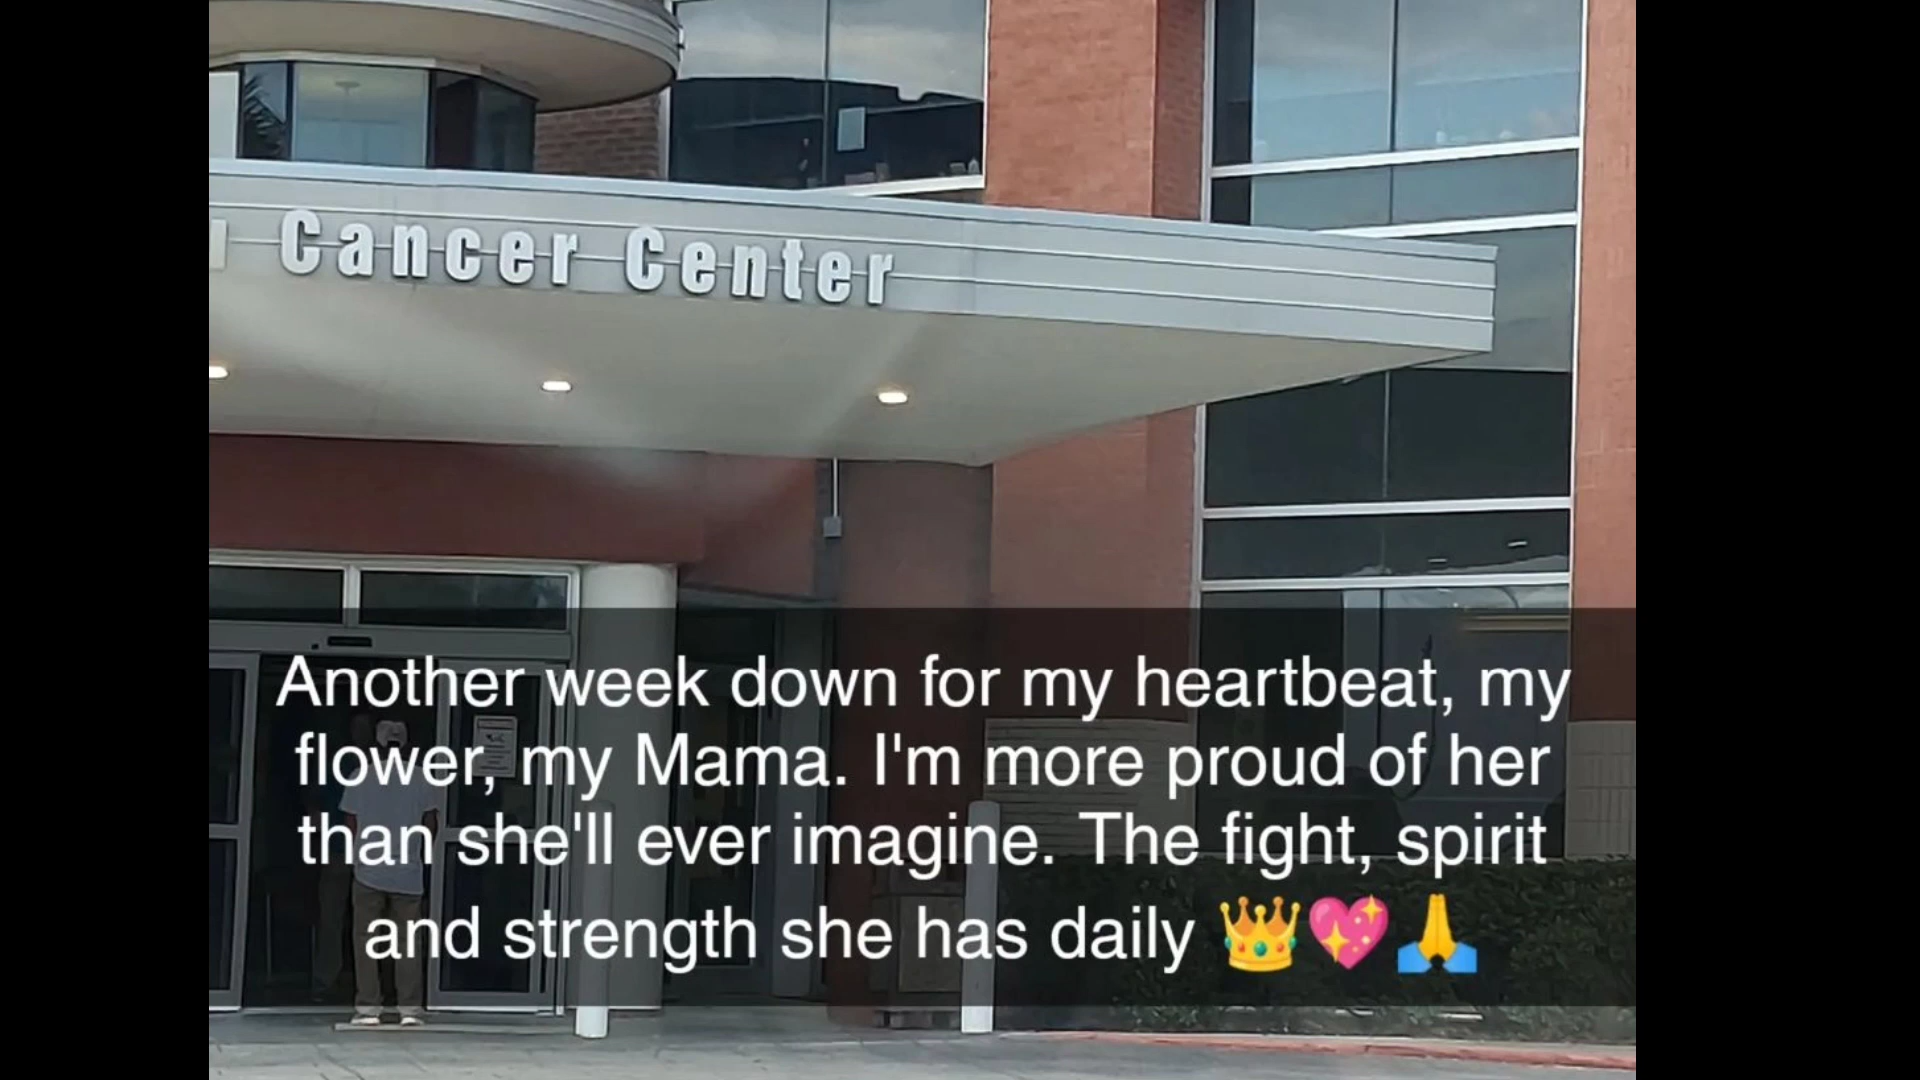 Cancer Center
Another week down for my heartbeat, my
flower, my Mama. I'm more proud of her
than she'll ever imagine. The fight, spirit
and strength she has daily 👑💖🙏